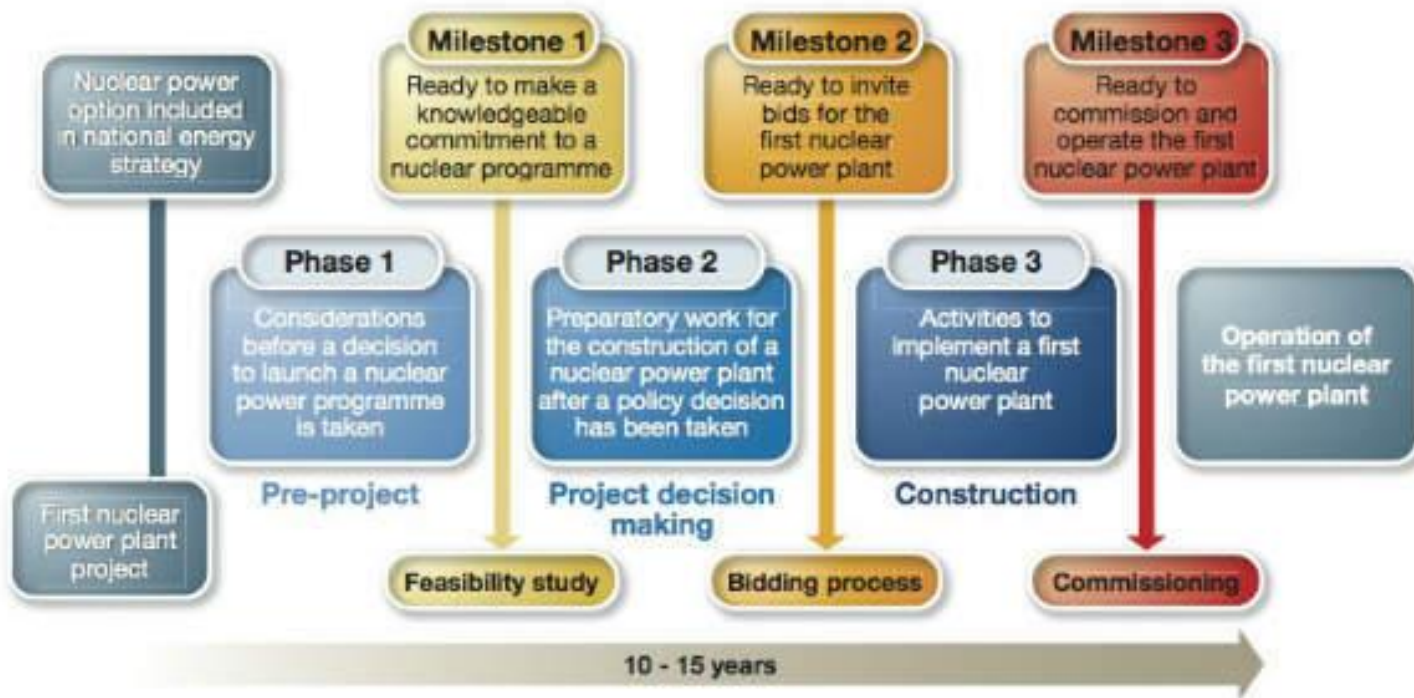 Nuclear power
option included
in national energy
strategy
Milestone 1
Ready to make a
knowledgeable
commitment to a
nuclear programme
Milestone 2
Ready to invite
bids for the
first nuclear
power plant
Milestone 3
Ready to
commission and
operate the first
nuclear power plant
Phase 1
Considerations
before a decision
to launch a nuclear
power programme
is taken
Pre-project
Phase 2
Preparatory work for
the construction of a
nuclear power plant
after a policy decision
has been taken
Project decision
making
Phase 3
Activities to
implement a first
nuclear
power plant
Construction
Operation of
the first nuclear
power plant
First nuclear
power plant
project
Feasibility study
Bidding process
Commissioning
10 - 15 years